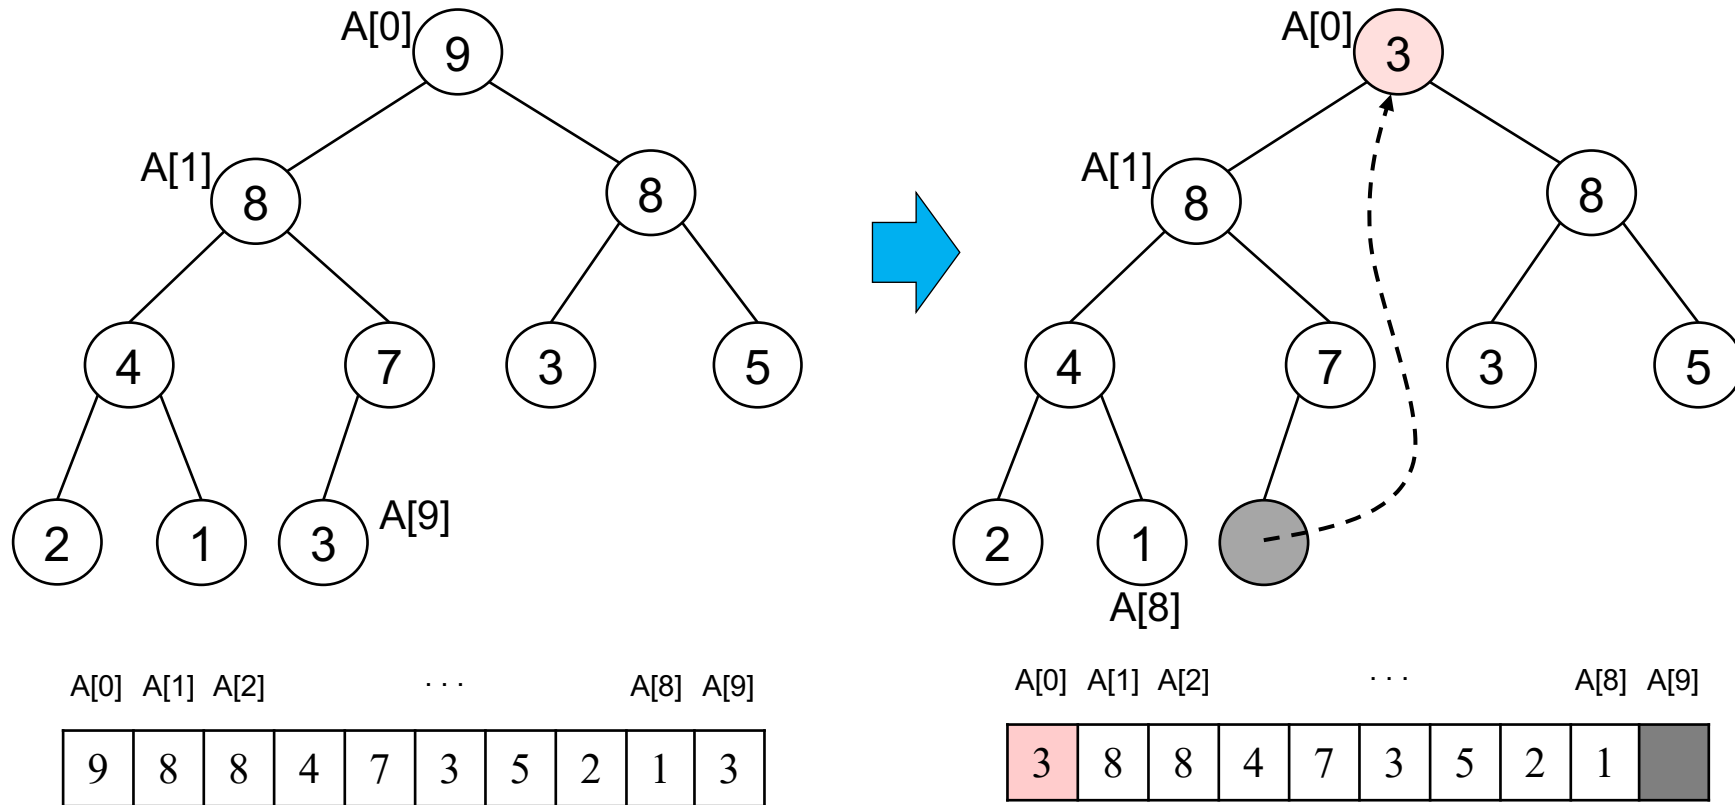 A[0] 9
A[1] 8 8
4 7 3 5
2 1 3 A[9]
A[0] A[1] A[2] . . . A[8] A[9]
9 8 8 4 7 3 5 2 1 3
A[0] 3
A[1] 8 8
4 7 3 5
2 1
A[8]
A[0] A[1] A[2] . . . A[8] A[9]
3 8 8 4 7 3 5 2 1